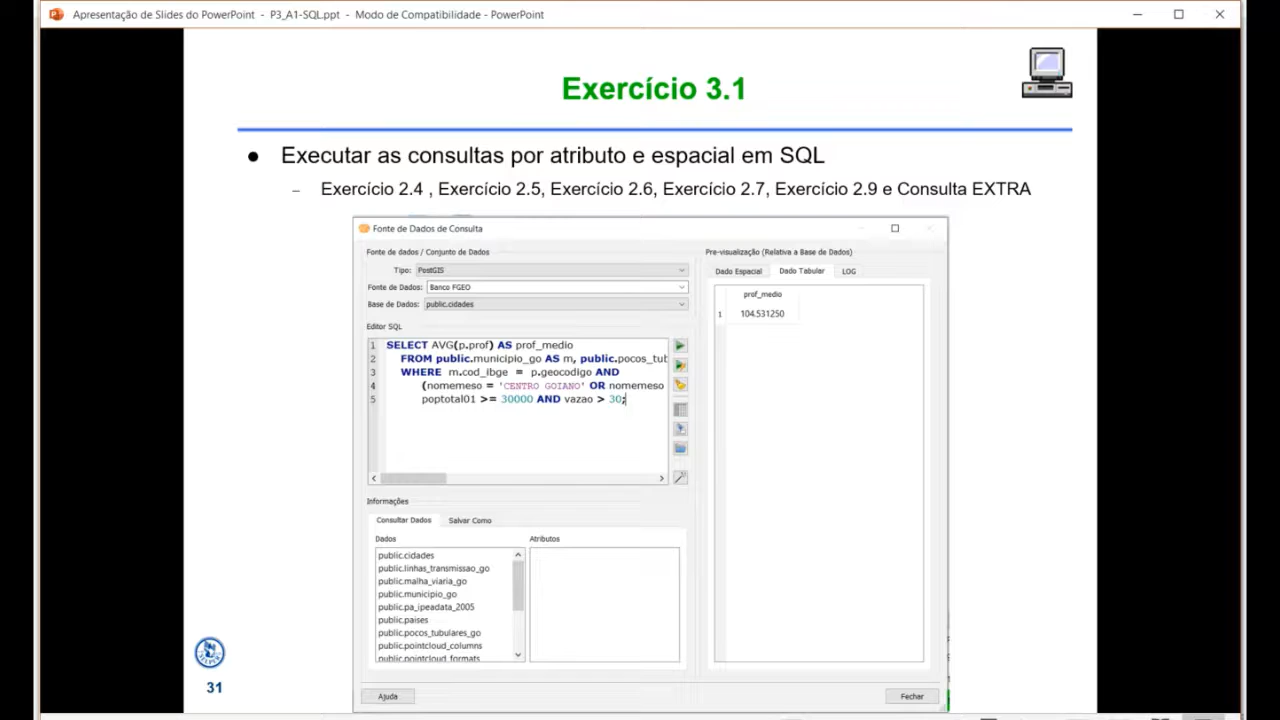 Apresentação de Slides do PowerPoint - P3_A1-SQL.ppt - Modo de Compatibilidade - PowerPoint
Exercício 3.1
● Executar as consultas por atributo e espacial em SQL
– Exercício 2.4 , Exercício 2.5, Exercício 2.6, Exercício 2.7, Exercício 2.9 e Consulta EXTRA
Fonte de Dados de Consulta
Fonte de dados / Conjunto de Dados
Tipo: PostGIS
Fonte de Dados: Banco FGEO
Base de Dados: public.cidades
Editor SQL
1 SELECT AVG(p.prof) AS prof_medio
2 FROM public.municipio_go AS m, public.pocos_tub
3 WHERE m.cod_ibge = p.geocodigo AND
4 (nomemeso = 'CENTRO GOIANO' OR nomemeso
5 poptotal01 >= 30000 AND vazao > 30;
Informações
Consultar Dados Salvar Como
Dados
public.cidades
public.linhas_transmissao_go
public.malha_viaria_go
public.municipio_go
public.pa_ipeadata_2005
public.paises
public.pocos_tubulares_go
public.pointcloud_columns
public.pointcloud_formats
Atributos
Pre-visualização (Relativa a Base de Dados)
Dado Espacial Dado Tabular LOG
prof_medio
1 104.531250
Ajuda
Fechar
31